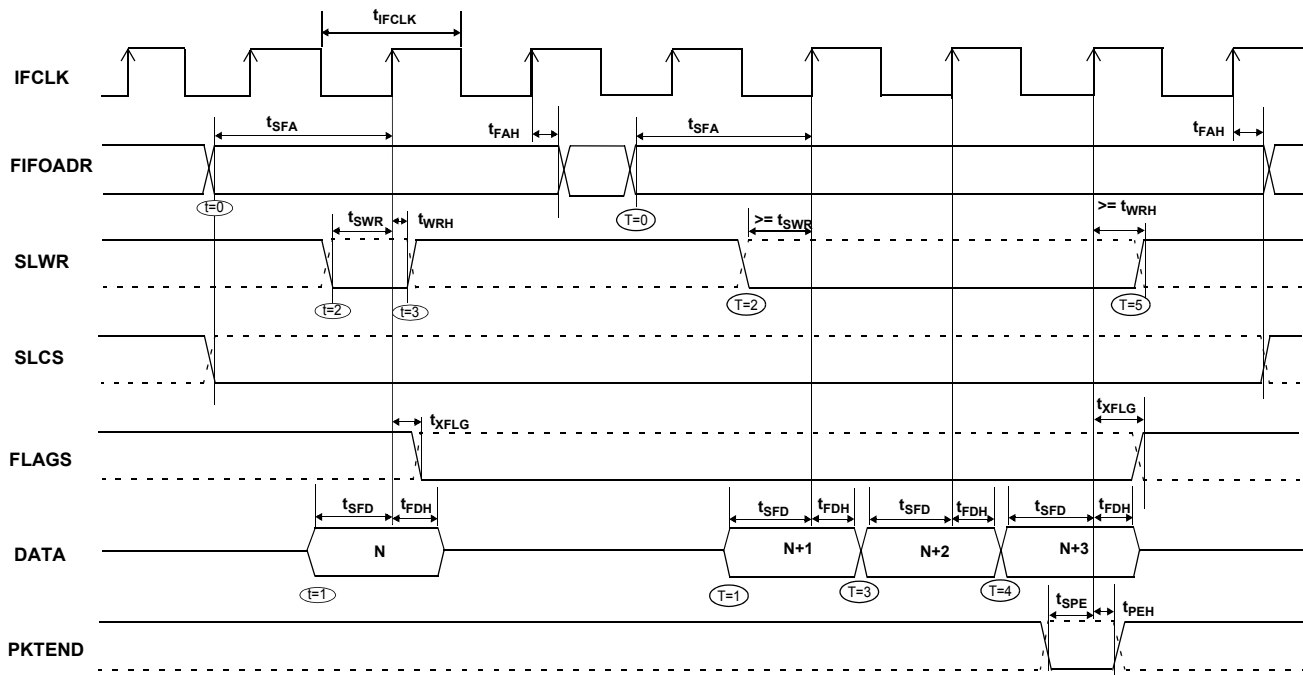 tIFCLK
IFCLK
tSFA
tFAH
tSFA
tFAH
FIFOADR
t=0
T=0
tSWR
tWRH
>= tSWR
>= tWRH
SLWR
t=2
t=3
T=2
T=5
SLCS
tXFLG
tXFLG
FLAGS
tSFD
tFDH
tSFD
tFDH
tSFD
tFDH
tSFD
tFDH
DATA
N
N+1
N+2
N+3
t=1
T=1
T=3
T=4
tSPE
tPEH
PKTEND